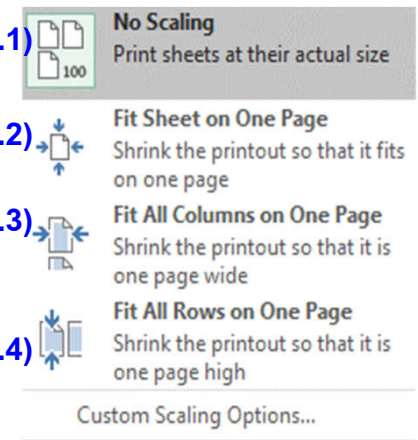 .1) No Scaling
100 Print sheets at their actual size
.2) Fit Sheet on One Page
Shrink the printout so that it fits
on one page
.3) Fit All Columns on One Page
Shrink the printout so that it is
one page wide
Fit All Rows on One Page
.4) Shrink the printout so that it is
one page high
Custom Scaling Options...